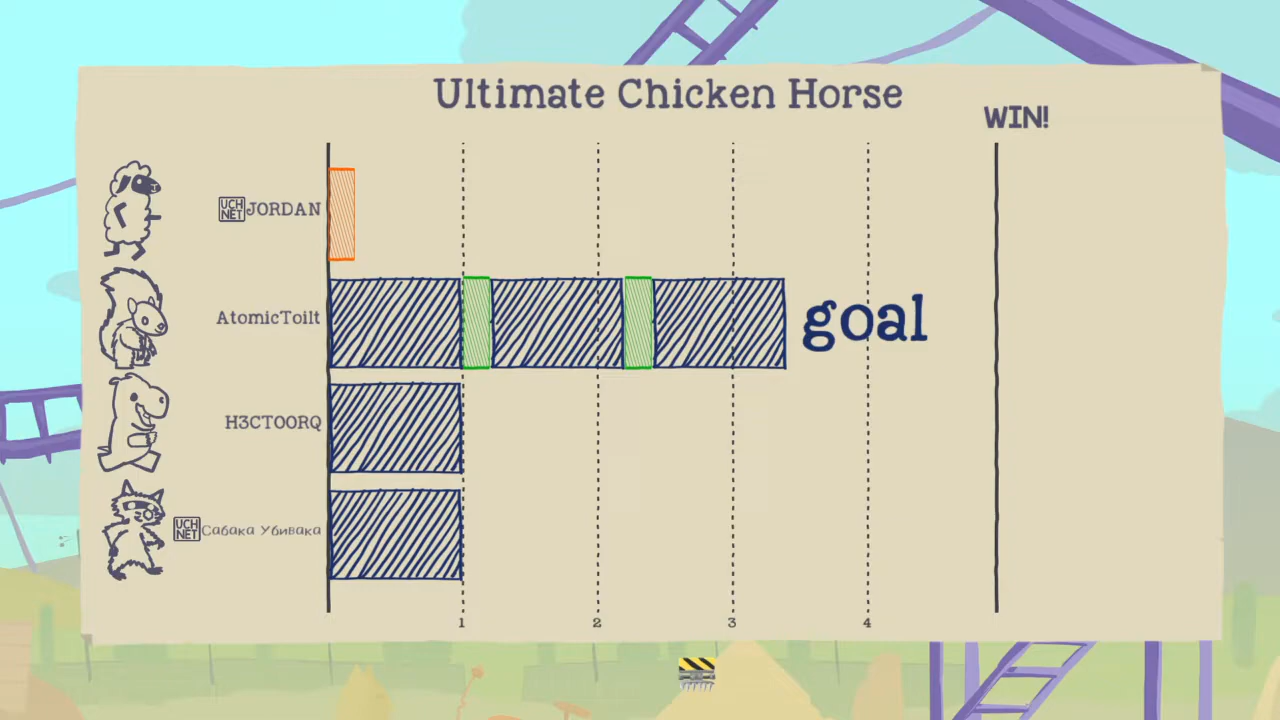 Ultimate Chicken Horse
WIN!
UCH NET JORDAN
AtomicToilt
goal
H3CTOORQ
UCH NET Сабака Убивака
1 2 3 4